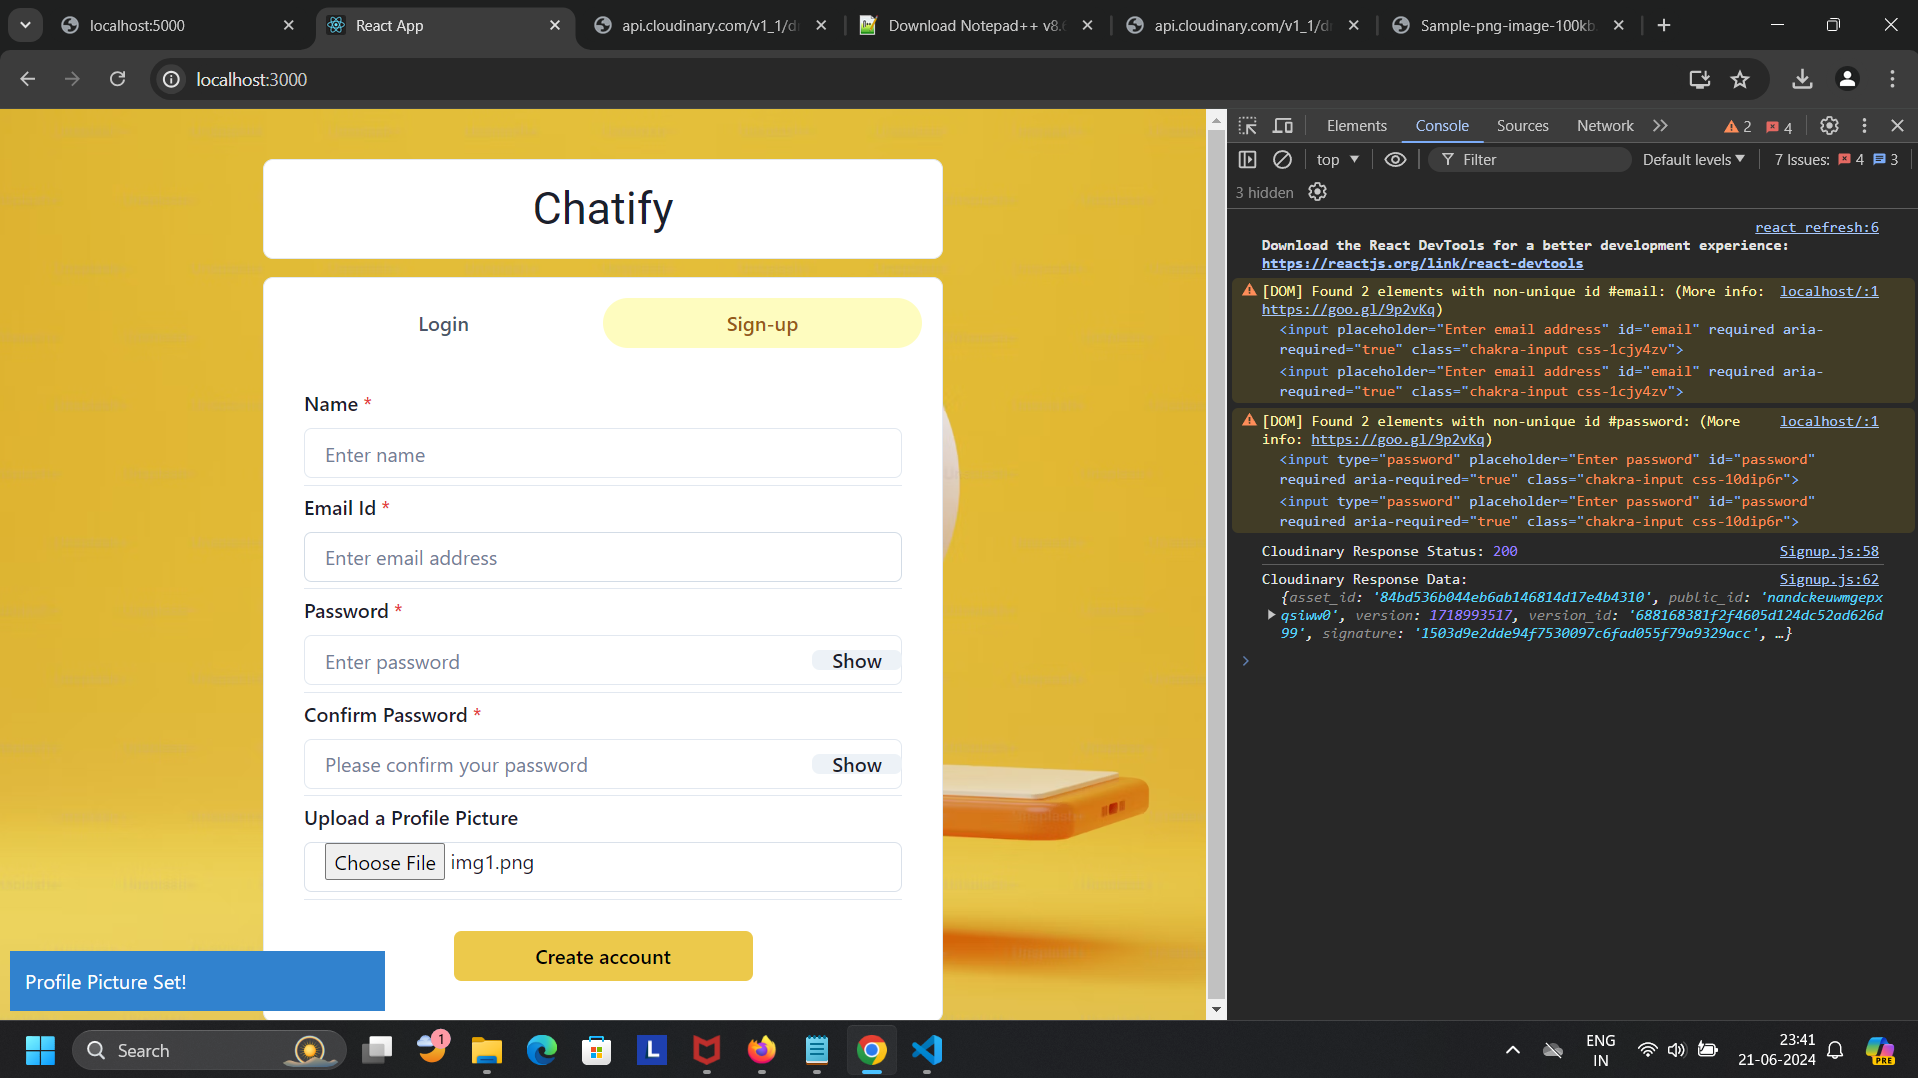 localhost:5000
React App
api.cloudinary.com/v1_1/d
Download Notepad++ v8.6
api.cloudinary.com/v1_1/d
Sample-png-image-100kb
localhost:3000
Chatify
Login
Sign-up
Name *
Enter name
Email Id *
Enter email address
Password *
Enter password
Show
Confirm Password *
Please confirm your password
Show
Upload a Profile Picture
Choose File img1.png
Create account
Profile Picture Set!
Elements Console Sources Network 2 4
top Filter Default levels 7 Issues: 4 3
3 hidden
react refresh:6
Download the React DevTools for a better development experience:
https://reactjs.org/link/react-devtools
[DOM] Found 2 elements with non-unique id #email: (More info: localhost/:1
https://goo.gl/9p2vKq)
<input placeholder="Enter email address" id="email" required aria-
required="true" class="chakra-input css-1cjy4zv">
<input placeholder="Enter email address" id="email" required aria-
required="true" class="chakra-input css-1cjy4zv">
[DOM] Found 2 elements with non-unique id #password: (More localhost/:1
info: https://goo.gl/9p2vKq)
<input type="password" placeholder="Enter password" id="password"
required aria-required="true" class="chakra-input css-10dip6r">
<input type="password" placeholder="Enter password" id="password"
required aria-required="true" class="chakra-input css-10dip6r">
Cloudinary Response Status: 200 Signup.js:58
Cloudinary Response Data: Signup.js:62
{asset_id: '84bd536b044eb6ab146814d17e4b4310', public_id: 'nandckeuwmgepx
qsiww0', version: 1718993517, version_id: '688168381f2f4605d124dc52ad626d
99', signature: '1503d9e2dde94f7530097c6fad055f79a9329acc', …}
Search
1
L
ENG
IN
23:41
21-06-2024
PRE